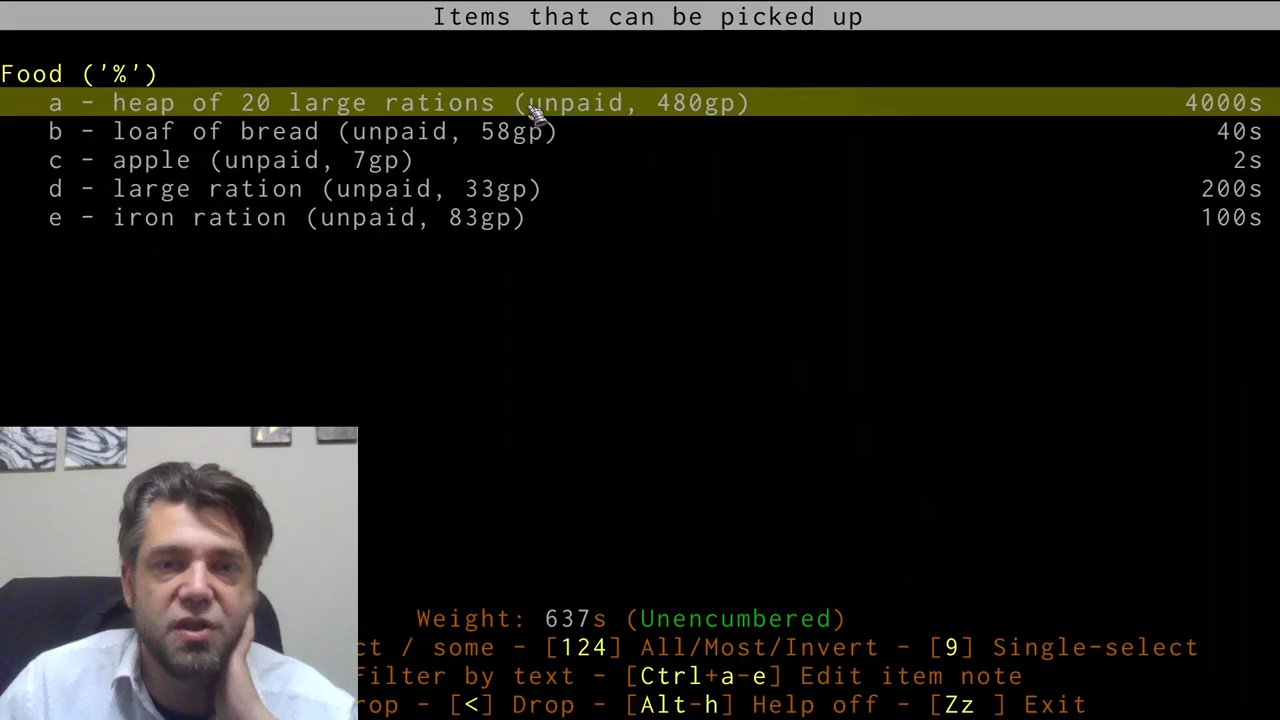 Items that can be picked up
Food ('%')
a - heap of 20 large rations (unpaid, 480gp) 4000s
b - loaf of bread (unpaid, 58gp) 40s
c - apple (unpaid, 7gp) 2s
d - large ration (unpaid, 33gp) 200s
e - iron ration (unpaid, 83gp) 100s
Weight: 637s (Unencumbered)
ct / some - [124] All/Most/Invert - [9] Single-select
Filter by text - [Ctrl+a-e] Edit item note
rop - [<] Drop - [Alt-h] Help off - [Zz ] Exit